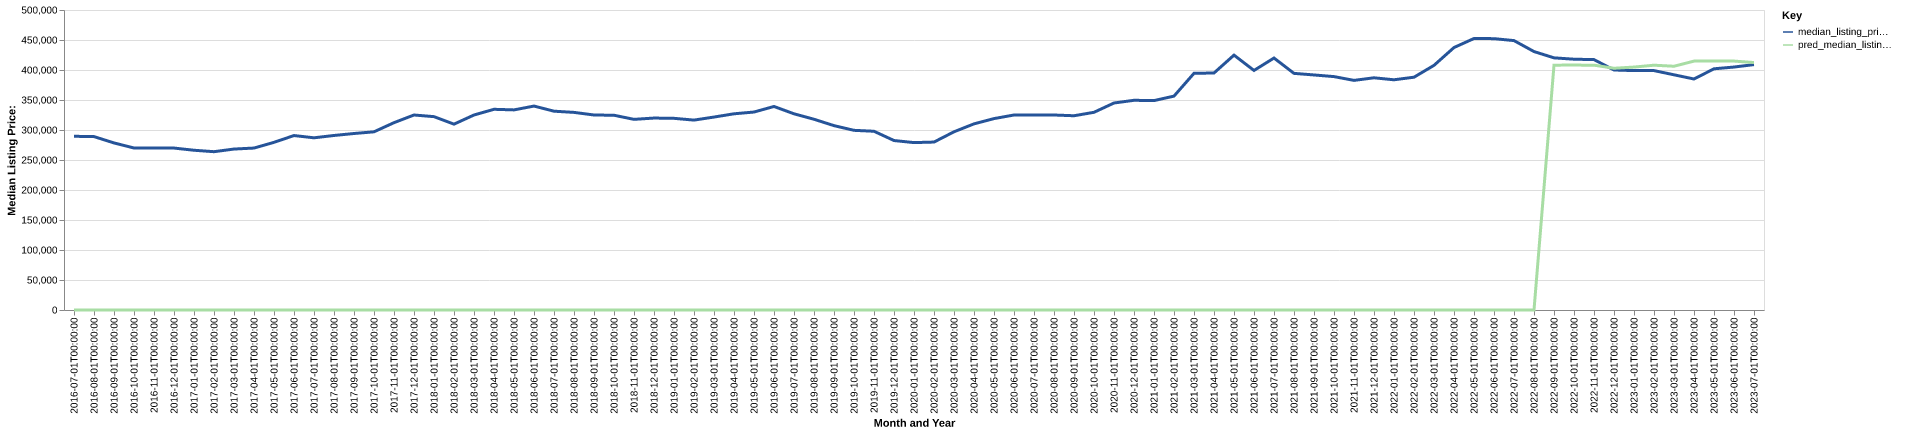 500,000
450,000
400,000
350,000
300,000
250,000
200,000
150,000
100,000
50,000
0
Median Listing Price:
2016-07-01T00:00:00
2016-08-01T00:00:00
2016-09-01T00:00:00
2016-10-01T00:00:00
2016-11-01T00:00:00
2016-12-01T00:00:00
2017-01-01T00:00:00
2017-02-01T00:00:00
2017-03-01T00:00:00
2017-04-01T00:00:00
2017-05-01T00:00:00
2017-06-01T00:00:00
2017-07-01T00:00:00
2017-08-01T00:00:00
2017-09-01T00:00:00
2017-10-01T00:00:00
2017-11-01T00:00:00
2017-12-01T00:00:00
2018-01-01T00:00:00
2018-02-01T00:00:00
2018-03-01T00:00:00
2018-04-01T00:00:00
2018-05-01T00:00:00
2018-06-01T00:00:00
2018-07-01T00:00:00
2018-08-01T00:00:00
2018-09-01T00:00:00
2018-10-01T00:00:00
2018-11-01T00:00:00
2018-12-01T00:00:00
2019-01-01T00:00:00
2019-02-01T00:00:00
2019-03-01T00:00:00
2019-04-01T00:00:00
2019-05-01T00:00:00
2019-06-01T00:00:00
2019-07-01T00:00:00
2019-08-01T00:00:00
2019-09-01T00:00:00
2019-10-01T00:00:00
2019-11-01T00:00:00
2019-12-01T00:00:00
2020-01-01T00:00:00
2020-02-01T00:00:00
2020-03-01T00:00:00
2020-04-01T00:00:00
2020-05-01T00:00:00
2020-06-01T00:00:00
2020-07-01T00:00:00
2020-08-01T00:00:00
2020-09-01T00:00:00
2020-10-01T00:00:00
2020-11-01T00:00:00
2020-12-01T00:00:00
2021-01-01T00:00:00
2021-02-01T00:00:00
2021-03-01T00:00:00
2021-04-01T00:00:00
2021-05-01T00:00:00
2021-06-01T00:00:00
2021-07-01T00:00:00
2021-08-01T00:00:00
2021-09-01T00:00:00
2021-10-01T00:00:00
2021-11-01T00:00:00
2021-12-01T00:00:00
2022-01-01T00:00:00
2022-02-01T00:00:00
2022-03-01T00:00:00
2022-04-01T00:00:00
2022-05-01T00:00:00
2022-06-01T00:00:00
2022-07-01T00:00:00
2022-08-01T00:00:00
2022-09-01T00:00:00
2022-10-01T00:00:00
2022-11-01T00:00:00
2022-12-01T00:00:00
2023-01-01T00:00:00
2023-02-01T00:00:00
2023-03-01T00:00:00
2023-04-01T00:00:00
2023-05-01T00:00:00
2023-06-01T00:00:00
2023-07-01T00:00:00
Month and Year
Key
median_listing_pri…
pred_median_listin…